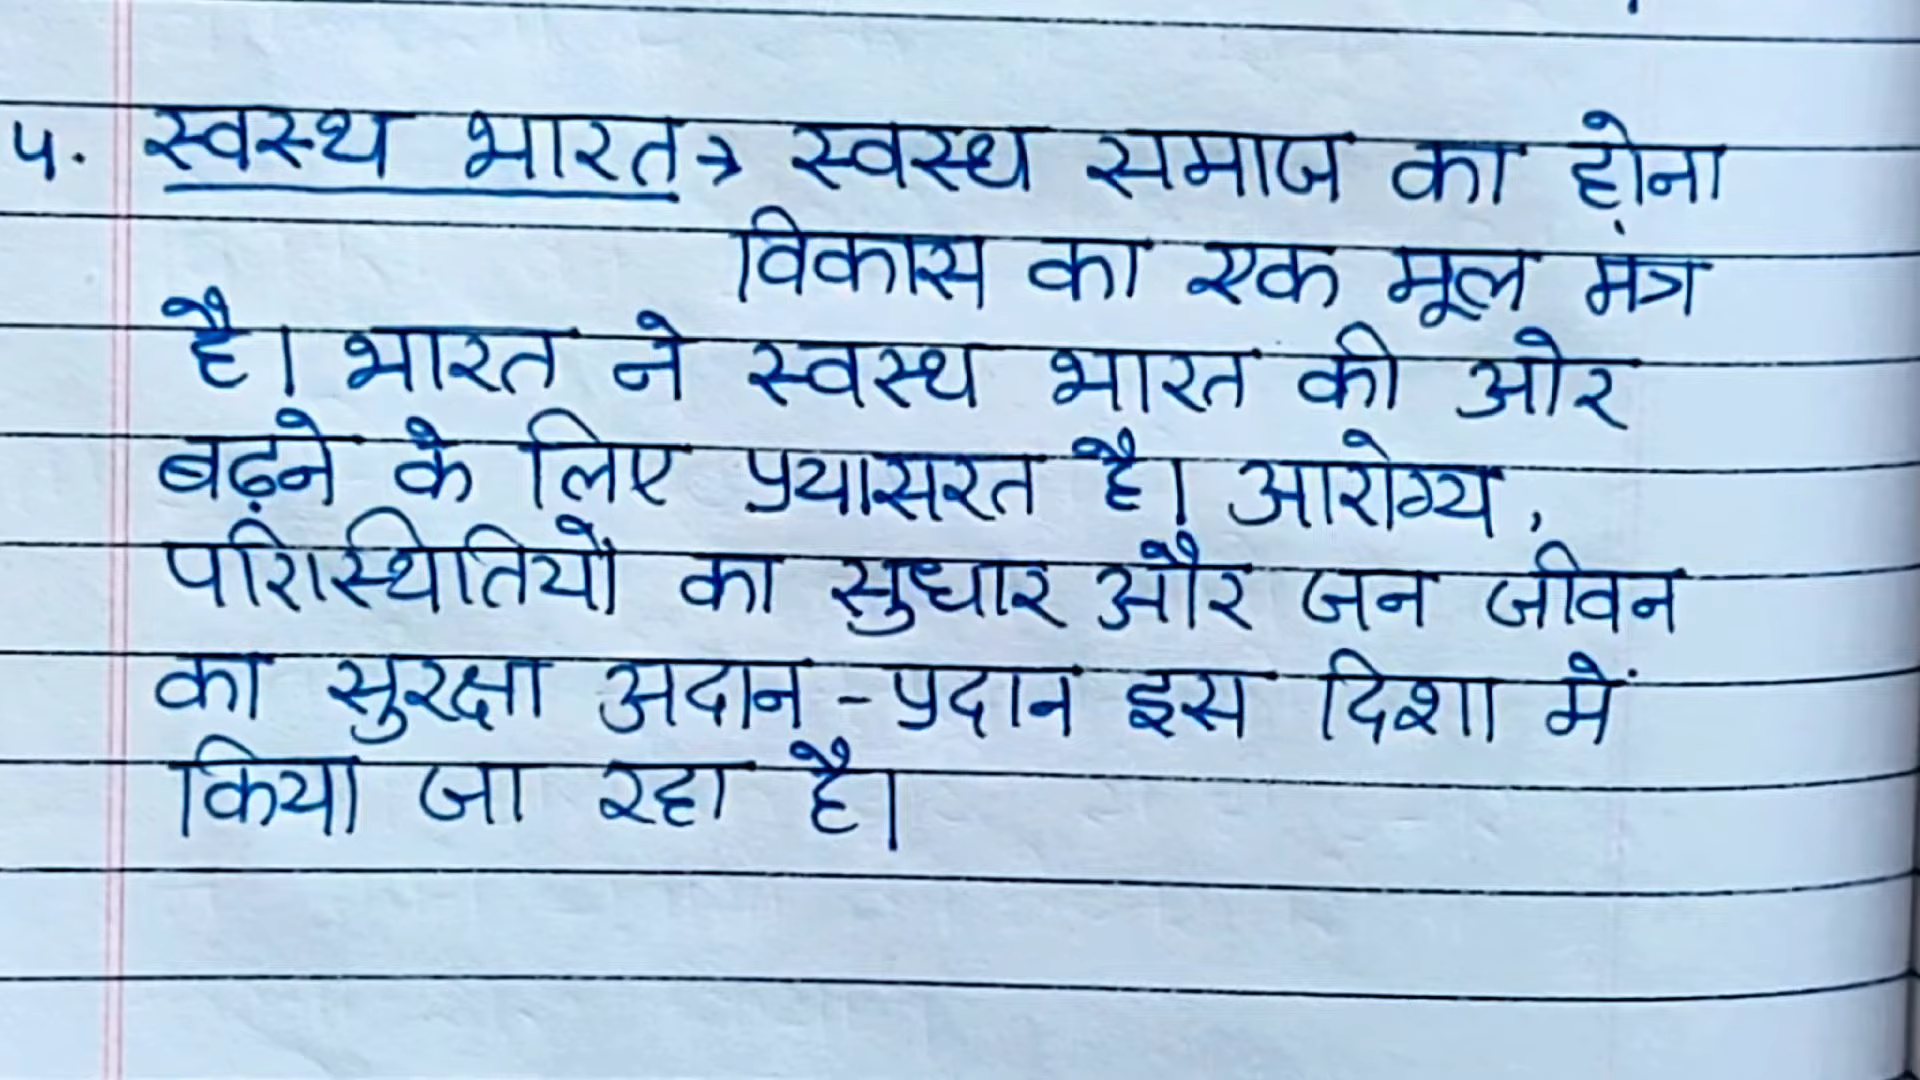 ५. स्वस्थ भारत → स्वस्थ समाज का होना
विकास का एक मूल मंत्र
है। भारत ने स्वस्थ भारत की ओर
बढ़ने के लिए प्रयासरत है। आरोग्य,
परिस्थितियों का सुधार और जन जीवन
का सुरक्षा अदान - प्रदान इस दिशा में
किया जा रहा है।